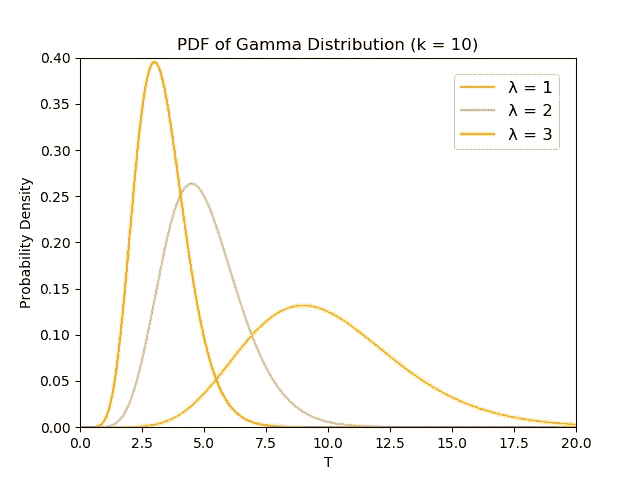 PDF of Gamma Distribution (k = 10)
0.40
0.35
0.30
0.25
0.20
0.15
0.10
0.05
0.00
Probability Density
λ = 1
λ = 2
λ = 3
0.0 2.5 5.0 7.5 10.0 12.5 15.0 17.5 20.0
T